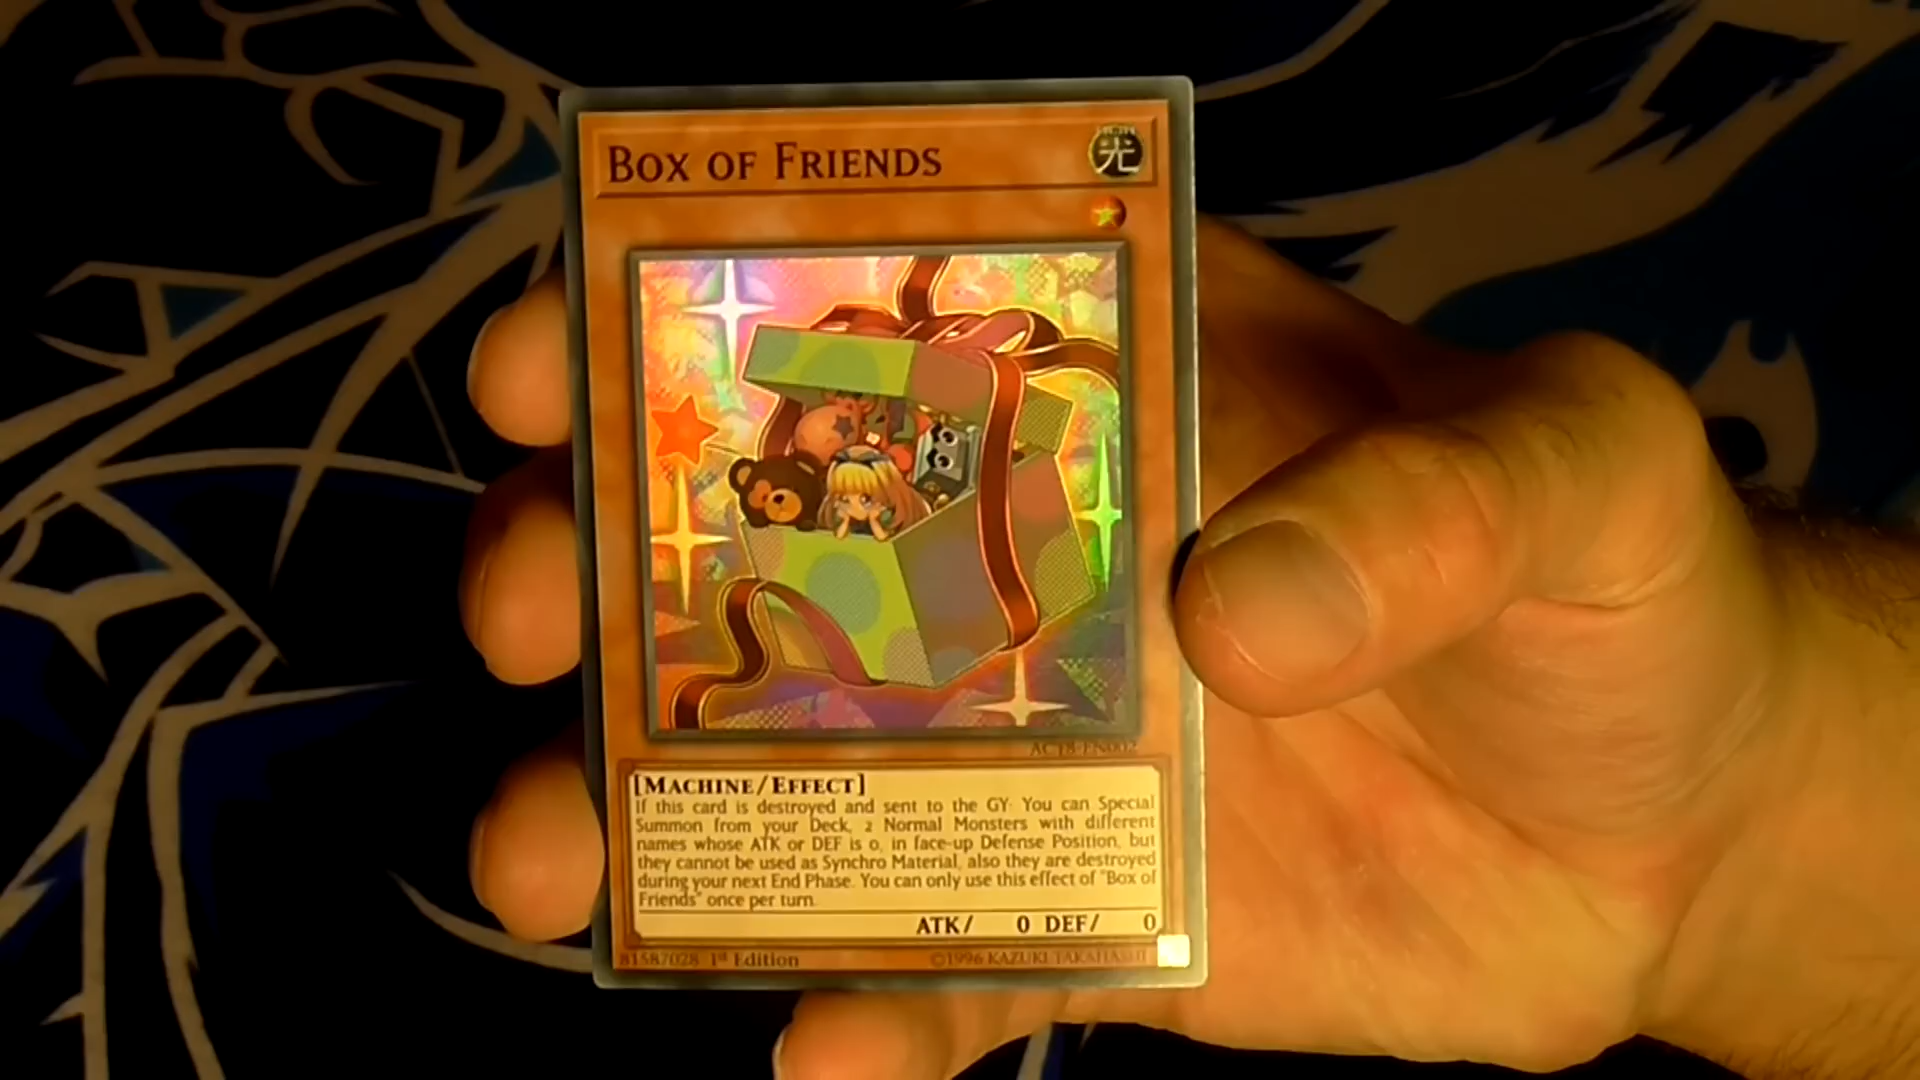 BOX OF FRIENDS
光
AC18-EN002
[MACHINE/EFFECT]
If this card is destroyed and sent to the GY: You can Special
Summon from your Deck, 2 Normal Monsters with different
names whose ATK or DEF is 0, in face-up Defense Position, but
they cannot be used as Synchro Material, also they are destroyed
during your next End Phase. You can only use this effect of "Box of
Friends" once per turn.
ATK/ 0 DEF/ 0
81587028 1st Edition
©1996 KAZUKI TAKAHASHI